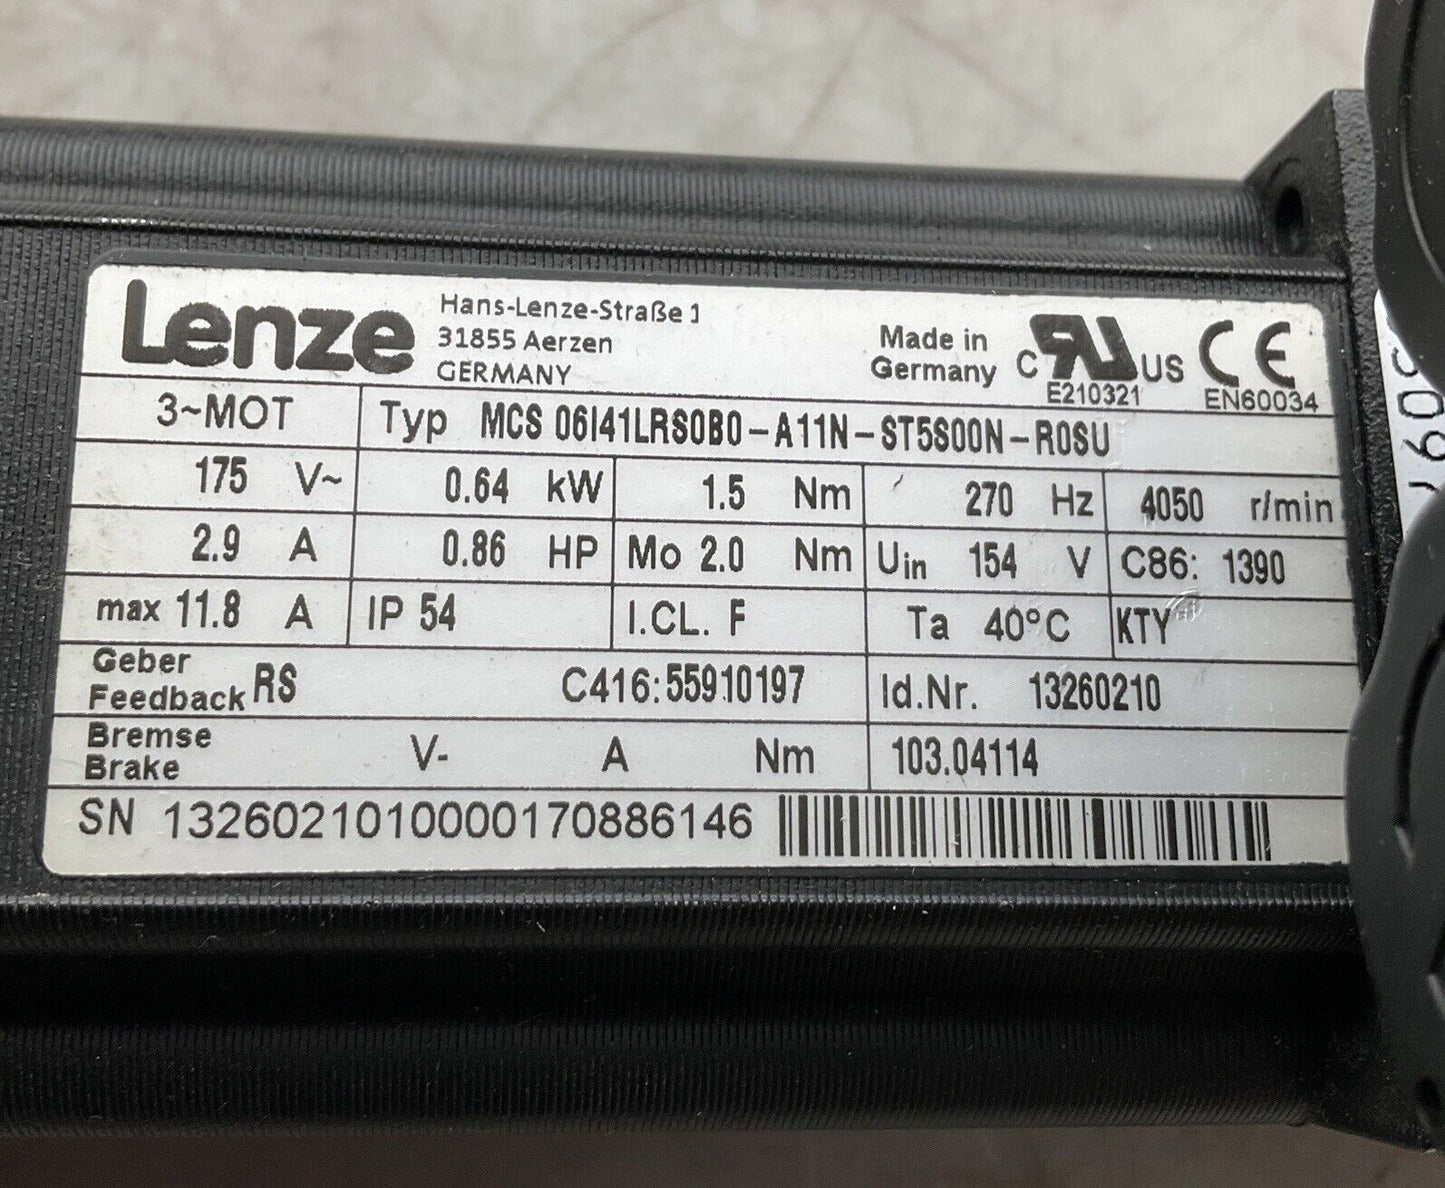 Lenze
Hans-Lenze-Straße 1
31855 Aerzen
GERMANY
Made in
Germany
C RU US
E210321
CE
EN60034
3~MOT Typ MCS 06I41LRS0B0-A11N-ST5S00N-R0SU
175 V~ 0.64 kW 1.5 Nm 270 Hz 4050 r/min
2.9 A 0.86 HP Mo 2.0 Nm Uin 154 V C86: 1390
max 11.8 A IP 54 I.CL. F Ta 40°C KTY
Geber
Feedback RS C416:55910197 Id.Nr. 13260210
Bremse
Brake V- A Nm 103.04114
SN 1326021010000170886146